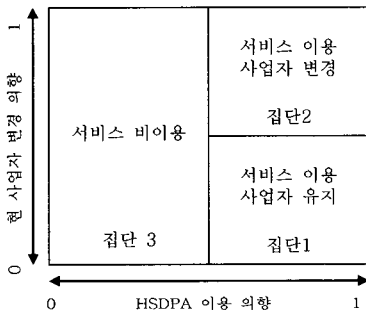 현 사업자 변경 의향
1
0
서비스 비이용
집단 3
서비스 이용
사업자 변경
집단2
서비스 이용
사업자 유지
집단1
0
HSDPA 이용 의향
1